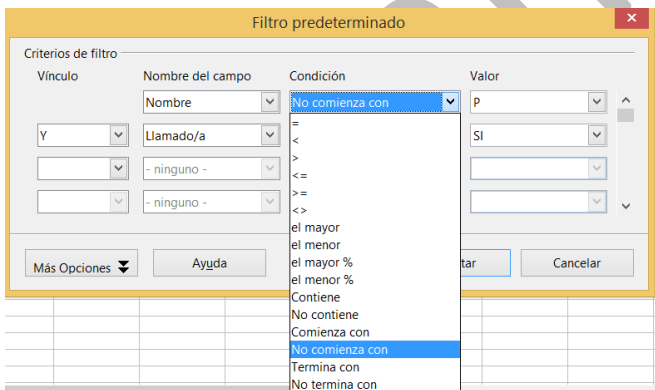 Filtro predeterminado
×
Criterios de filtro
Vínculo Nombre del campo Condición Valor
Nombre No comienza con P
Y Llamado/a SI
- ninguno -
- ninguno -
=
<
>
<=
>=
<>
el mayor
el menor
el mayor %
el menor %
Contiene
No contiene
Comienza con
No comienza con
Termina con
No termina con
Más Opciones Ayuda tar Cancelar